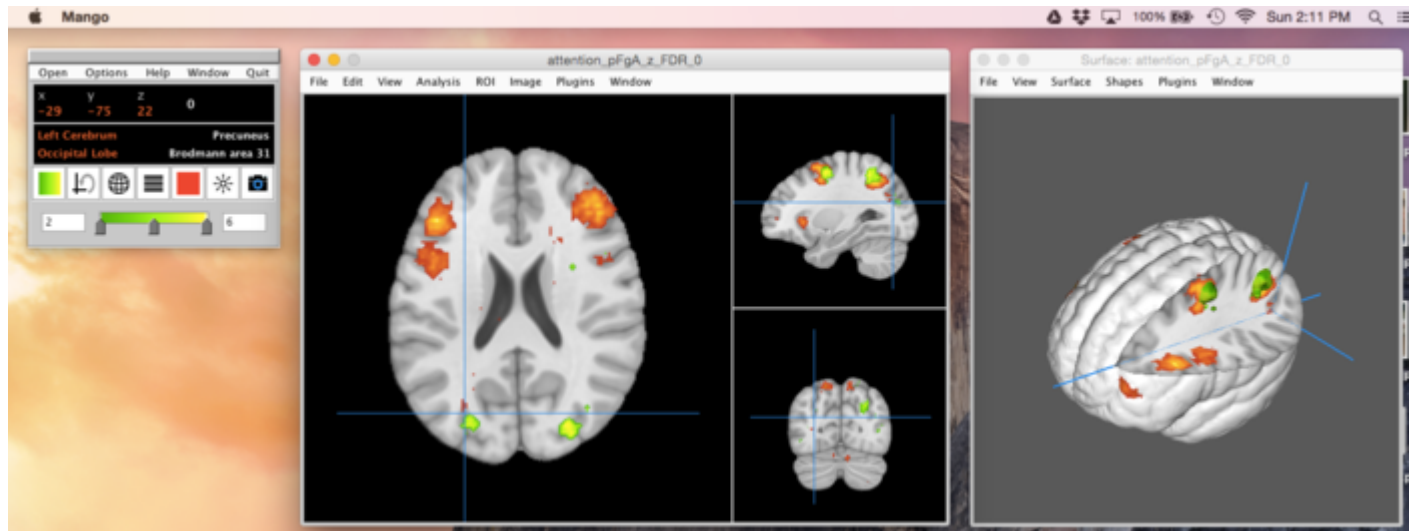 Mango 100% Sun 2:11 PM
Open Options Help Window Quit
x y z
-29 -75 22 0
Left Cerebrum Precuneus
Occipital Lobe Brodmann area 31
2 6
attention_pFgA_z_FDR_0
File Edit View Analysis ROI Image Plugins Window
Surface: attention_pFgA_z_FDR_0
File View Surface Shapes Plugins Window